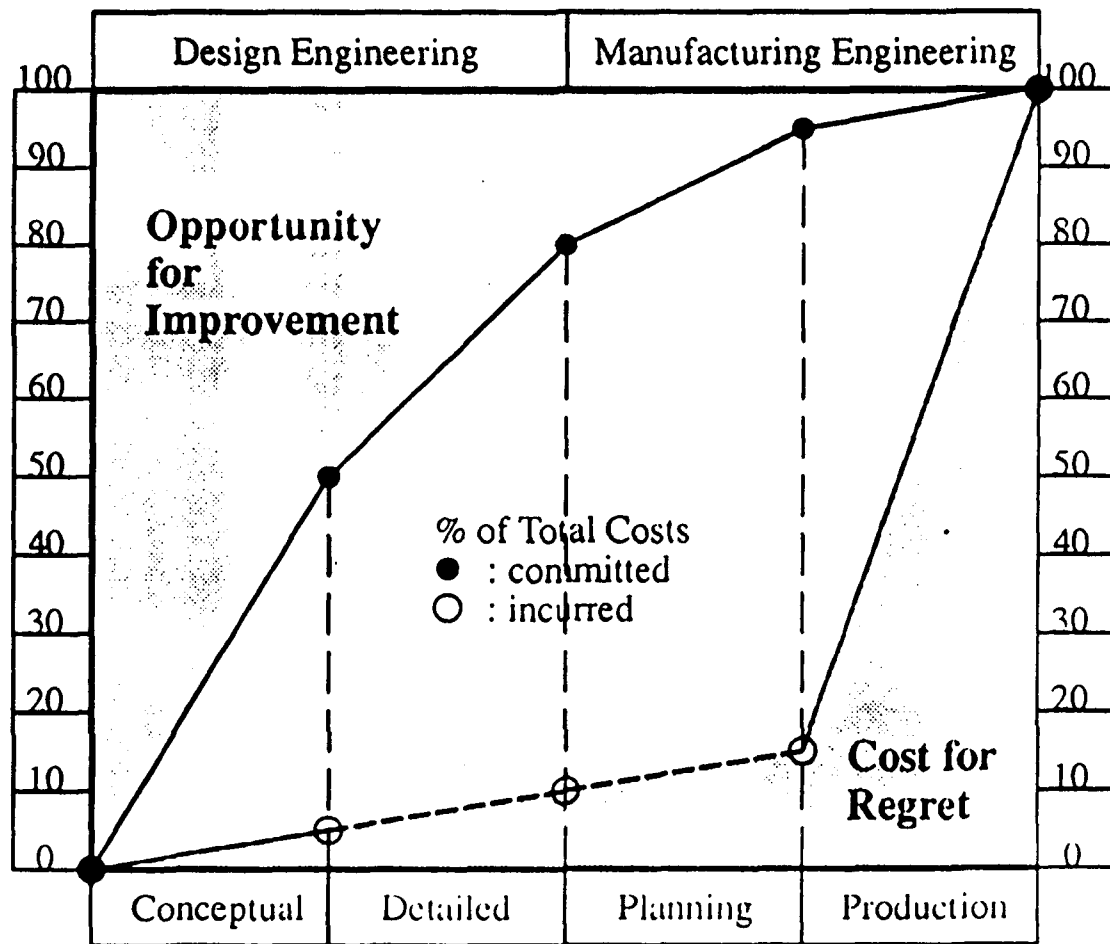 Design Engineering
Manufacturing Engineering
100
90
80
70
60
50
40
30
20
10
0
Opportunity
for
Improvement
% of Total Costs
● : committed
○ : incurred
Cost for
Regret
100
90
80
70
60
50
40
30
20
10
0
Conceptual
Detailed
Planning
Production